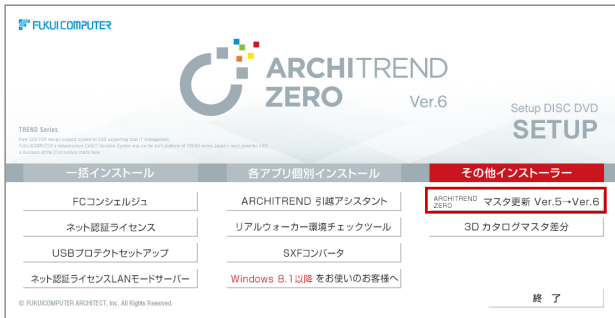 FUKUI COMPUTER
ARCHITREND
ZERO Ver.6
Setup DISC DVD
SETUP
TREND Series
一括インストール
各アプリ個別インストール
その他インストーラー
FCコンシェルジュ
ARCHITREND 引越アシスタント
ARCHITREND ZERO マスタ更新 Ver.5→Ver.6
ネット認証ライセンス
リアルウォーカー環境チェックツール
3D カタログマスタ差分
USBプロテクトセットアップ
SXFコンバータ
ネット認証ライセンスLANモードサーバー
Windows 8.1以降 をお使いのお客様へ
© FUKUICOMPUTER ARCHITECT, Inc. All Rights Reserved.
終 了